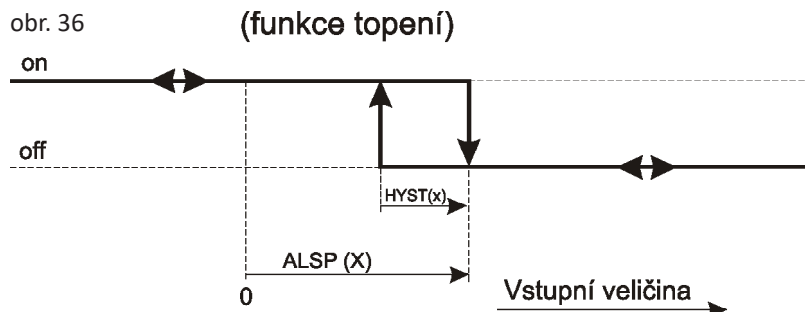 obr. 36
(funkce topení)
on
off
HYST(x)
ALSP (X)
0
Vstupní veličina